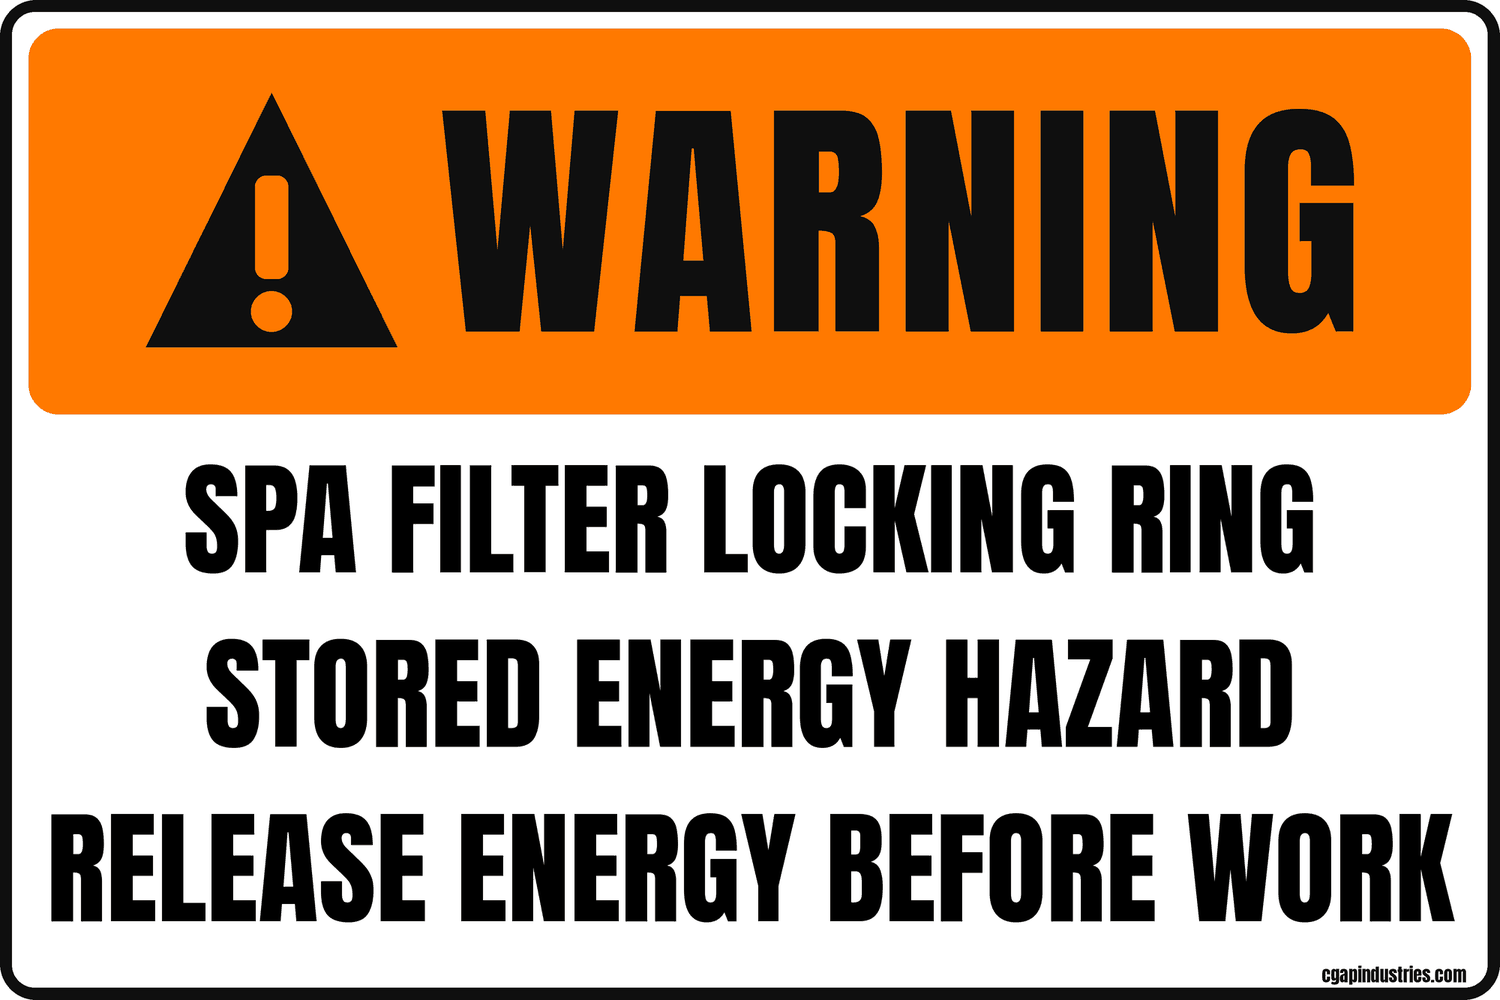 WARNING
SPA FILTER LOCKING RING
STORED ENERGY HAZARD
RELEASE ENERGY BEFORE WORK
cgapindustries.com